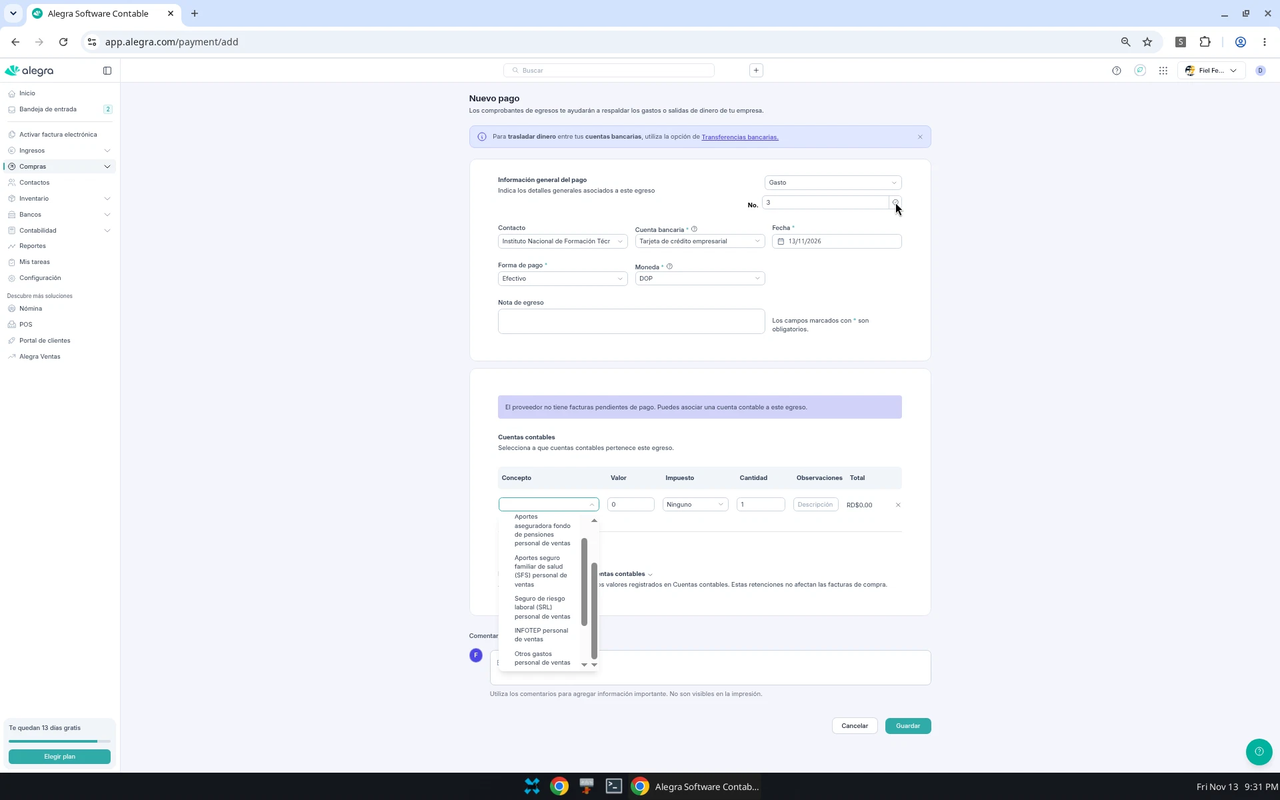 Alegra Software Contable
app.alegra.com/payment/add
S
alegra
Buscar
Fiel Fe...
D
Inicio
Bandeja de entrada
2
Activar factura electrónica
Ingresos
Compras
Contactos
Inventario
Bancos
Contabilidad
Reportes
Mis tareas
Configuración
Descubre más soluciones
Nómina
POS
Portal de clientes
Alegra Ventas
Te quedan 13 días gratis
Elegir plan
Nuevo pago
Los comprobantes de egresos te ayudarán a respaldar los gastos o salidas de dinero de tu empresa.
Para trasladar dinero entre tus cuentas bancarias, utiliza la opción de Transferencias bancarias.
Información general del pago
Indica los detalles generales asociados a este egreso
Gasto
No. 3
Contacto
Cuenta bancaria *
Fecha *
Instituto Nacional de Formación Técr
Tarjeta de crédito empresarial
13/11/2026
Forma de pago *
Moneda *
Efectivo
DOP
Nota de egreso
Los campos marcados con * son
obligatorios.
El proveedor no tiene facturas pendientes de pago. Puedes asociar una cuenta contable a este egreso.
Cuentas contables
Selecciona a que cuentas contables pertenece este egreso.
Concepto Valor Impuesto Cantidad Observaciones Total
0 Ninguno 1 Descripción RD$0.00
Aportes
aseguradora fondo
de pensiones
personal de ventas
Aportes seguro
familiar de salud
(SFS) personal de
ventas
Seguro de riesgo
laboral (SRL)
personal de ventas
INFOTEP personal
de ventas
Otros gastos
personal de ventas
entas contables
s valores registrados en Cuentas contables. Estas retenciones no afectan las facturas de compra.
Comentar
F
Utiliza los comentarios para agregar información importante. No son visibles en la impresión.
Cancelar
Guardar
Alegra Software Contab...
Fri Nov 13 9:31 PM